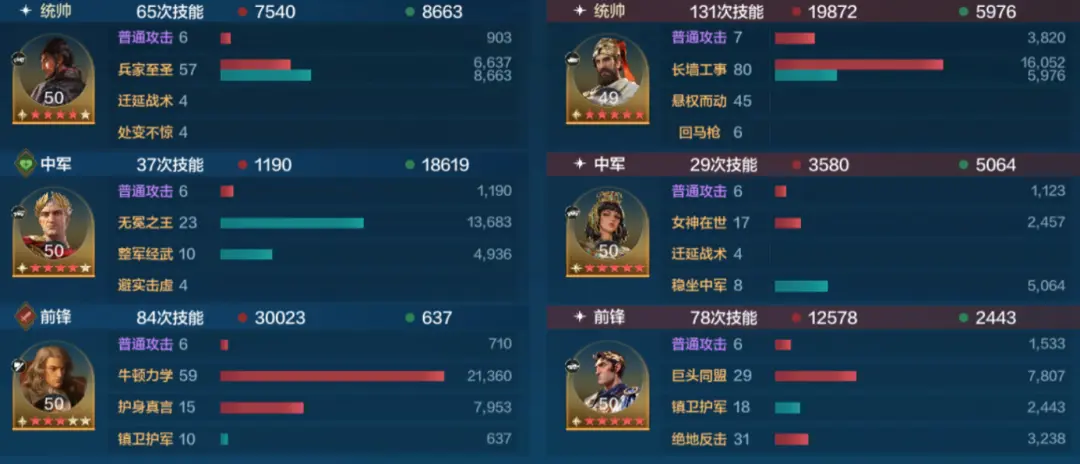 统帅 65次技能 7540 8663
普通攻击 6 903
兵家至圣 57 6,637
8,663
迂延战术 4
处变不惊 4
50
中军 37次技能 1190 18619
普通攻击 6 1,190
无冕之王 23 13,683
整军经武 10 4,936
避实击虚 4
50
前锋 84次技能 30023 637
普通攻击 6 710
牛顿力学 59 21,360
护身真言 15 7,953
镇卫护军 10 637
50
统帅 131次技能 19872 5976
普通攻击 7 3,820
长墙工事 80 16,052
5,976
悬权而动 45
回马枪 6
49
中军 29次技能 3580 5064
普通攻击 6 1,123
女神在世 17 2,457
迂延战术 4
稳坐中军 8 5,064
50
前锋 78次技能 12578 2443
普通攻击 6 1,533
巨头同盟 29 7,807
镇卫护军 18 2,443
绝地反击 31 3,238
50